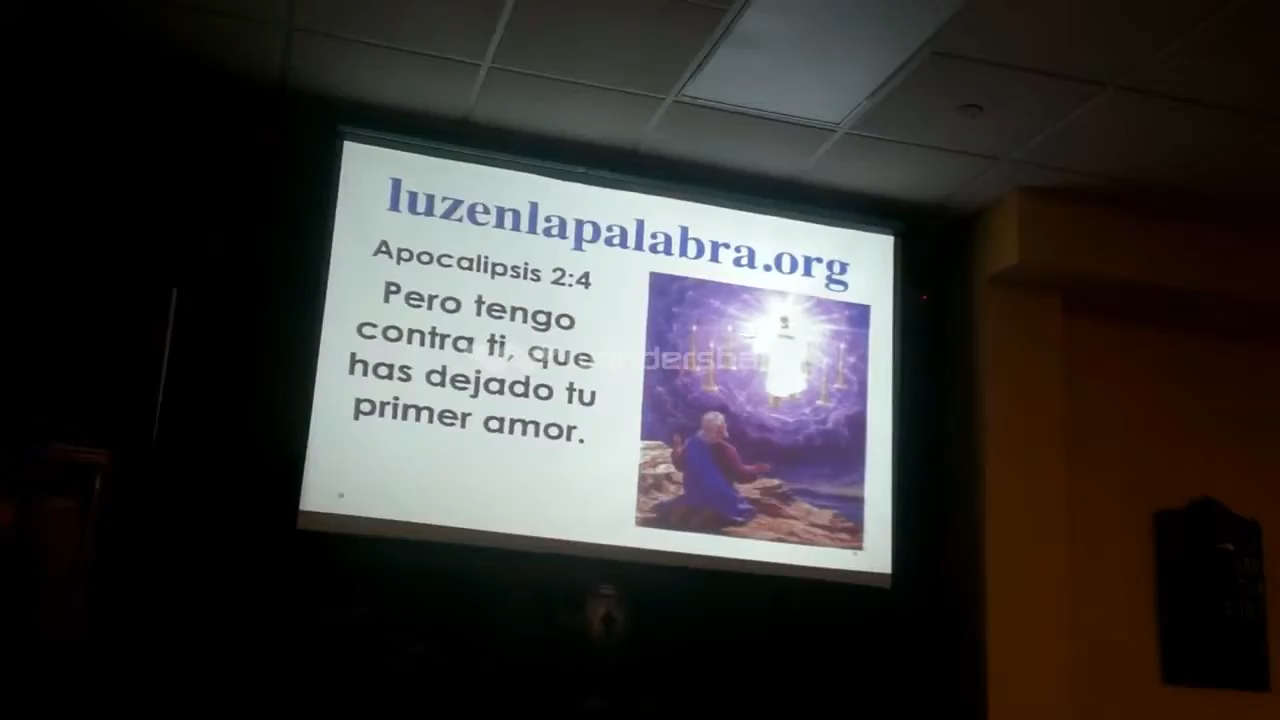 luzenlapalabra.org
Apocalipsis 2:4
Pero tengo
contra ti, que
has dejado tu
primer amor.